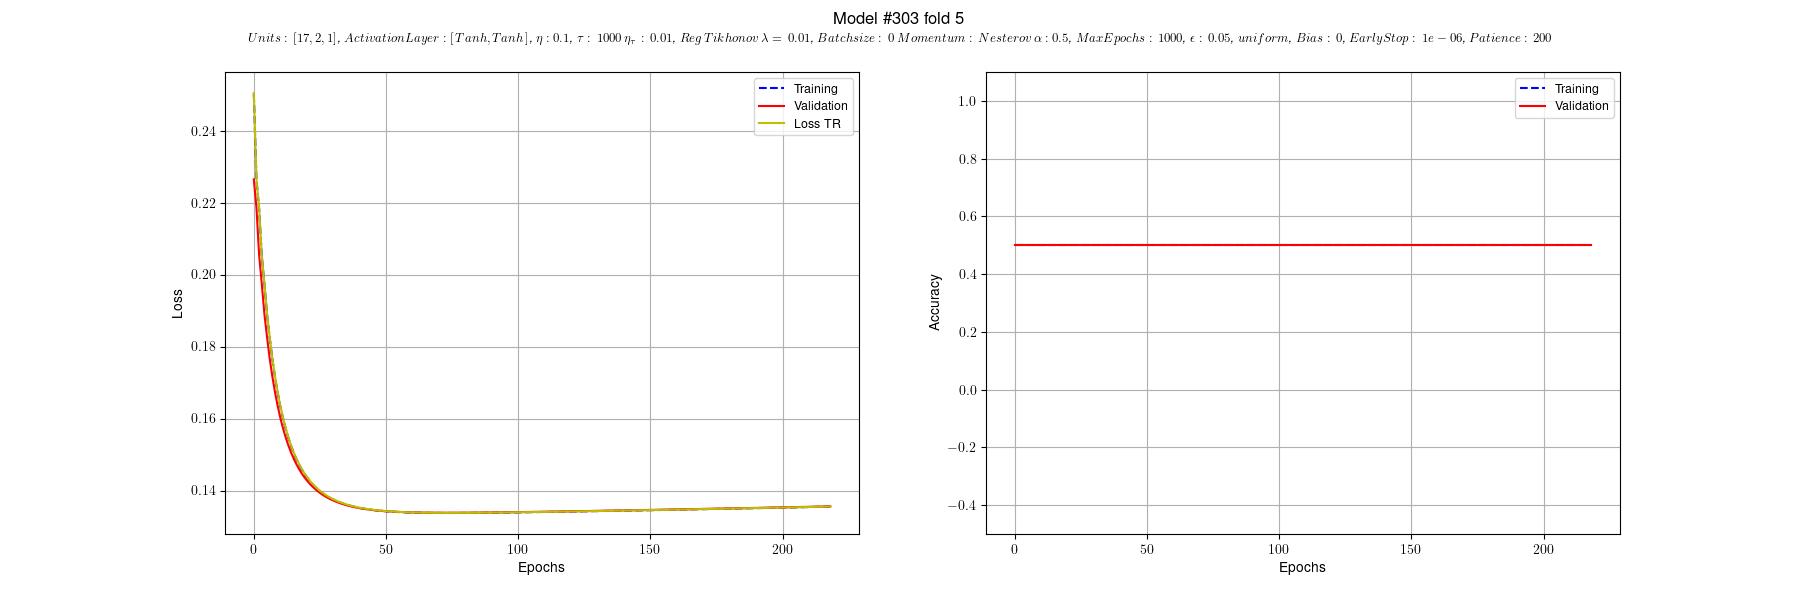 Model #303 fold 5
Units : [17, 2, 1], ActivationLayer : [Tanh, Tanh], η : 0.1, τ : 1000 ητ : 0.01, Reg Tikhonov λ = 0.01, Batchsize : 0 Momentum : Nesterov α : 0.5, MaxEpochs : 1000, ϵ : 0.05, uniform, Bias : 0, EarlyStop : 1e − 06, Patience : 200
Loss
0.24
0.22
0.20
0.18
0.16
0.14
Training
Validation
Loss TR
0 50 100 150 200
Epochs
Accuracy
1.0
0.8
0.6
0.4
0.2
0.0
−0.2
−0.4
Training
Validation
0 50 100 150 200
Epochs